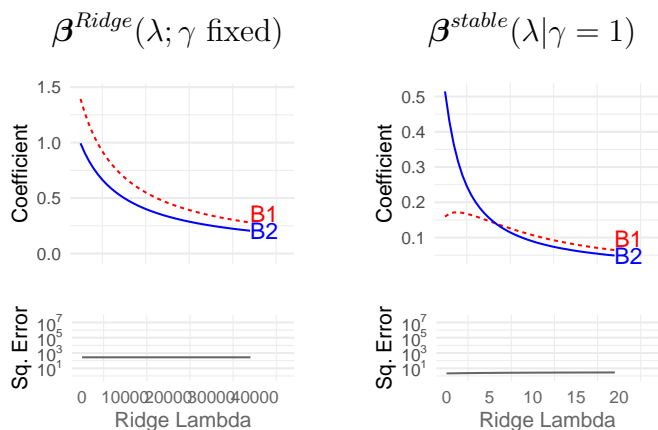 β^Ridge(λ; γ fixed)
β^stable(λ|γ = 1)
Coefficient
1.5
1.0
0.5
0.0
B1
B2
Coefficient
0.5
0.4
0.3
0.2
0.1
B1
B2
Sq. Error
10^7
10^5
10^3
10^1
0 10000 20000 30000 40000
Ridge Lambda
Sq. Error
10^7
10^5
10^3
10^1
0 5 10 15 20
Ridge Lambda